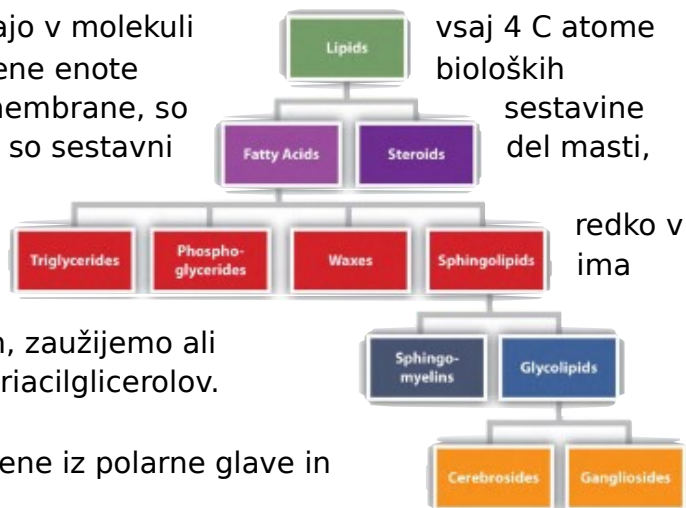 ajo v molekuli vsaj 4 C atome
ene enote bioloških
membrane, so sestavine
so sestavni del masti,
redko v
ima
n, zaužijemo ali
riacilglicerolov.
ene iz polarne glave in
Lipids
Fatty Acids
Steroids
Triglycerides
Phospho-
glycerides
Waxes
Sphingolipids
Sphingo-
myelins
Glycolipids
Cerebrosides
Gangliosides